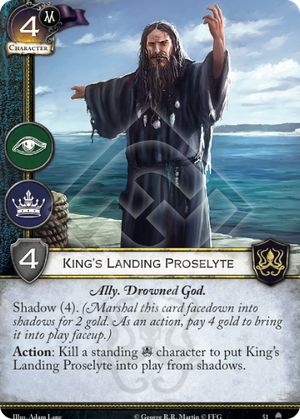 4
CHARACTER
4
KING'S LANDING PROSELYTE
Ally. Drowned God.
Shadow (4). (Marshal this card facedown into
shadows for 2 gold. As an action, pay 4 gold to bring
it into play faceup.)
Action: Kill a standing character to put King's
Landing Proselyte into play from shadows.
Illus. Adam Lane
© George R.R. Martin © FFG
51